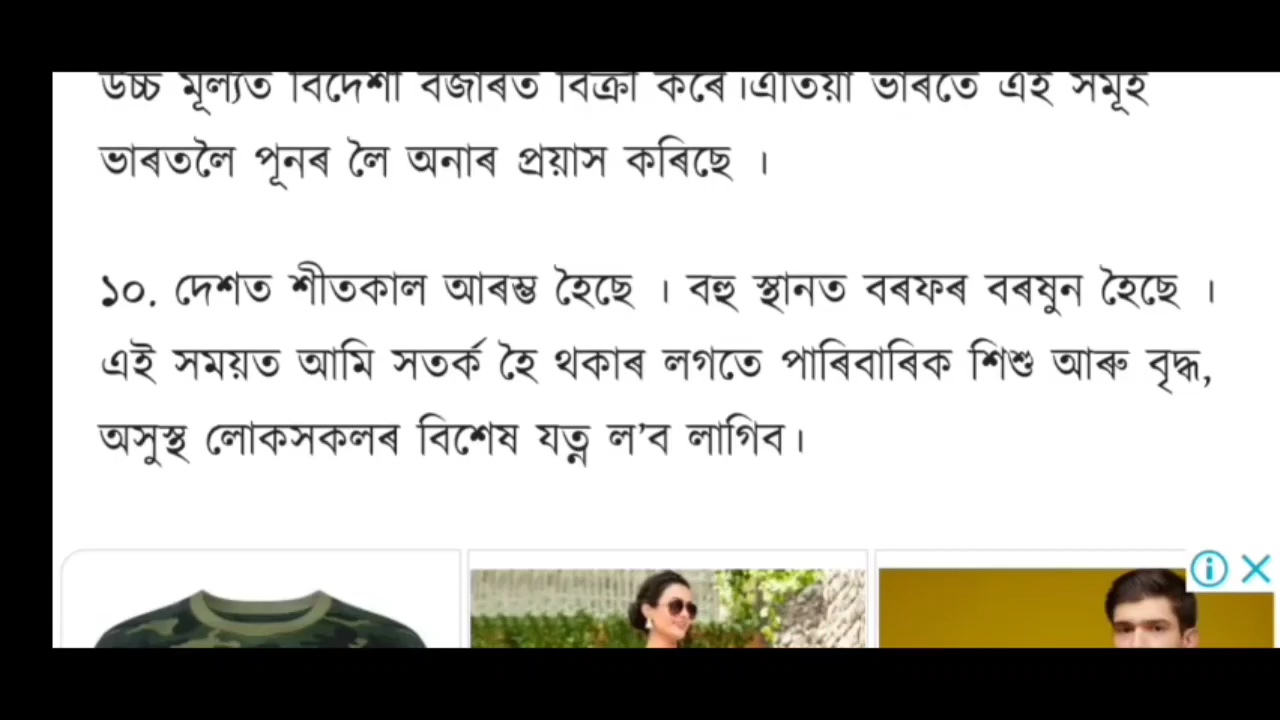 উচ্চ মূল্যত বিদেশী বজাৰত বিক্ৰী কৰে।এতিয়া ভাৰতে এই সমূহ
ভাৰতলৈ পূনৰ লৈ অনাৰ প্ৰয়াস কৰিছে ।
১০. দেশত শীতকাল আৰম্ভ হৈছে । বহু স্থানত বৰফৰ বৰষুন হৈছে ।
এই সময়ত আমি সতৰ্ক হৈ থকাৰ লগতে পাৰিবাৰিক শিশু আৰু বৃদ্ধ,
অসুস্থ লোকসকলৰ বিশেষ যত্ন ল’ব লাগিব।